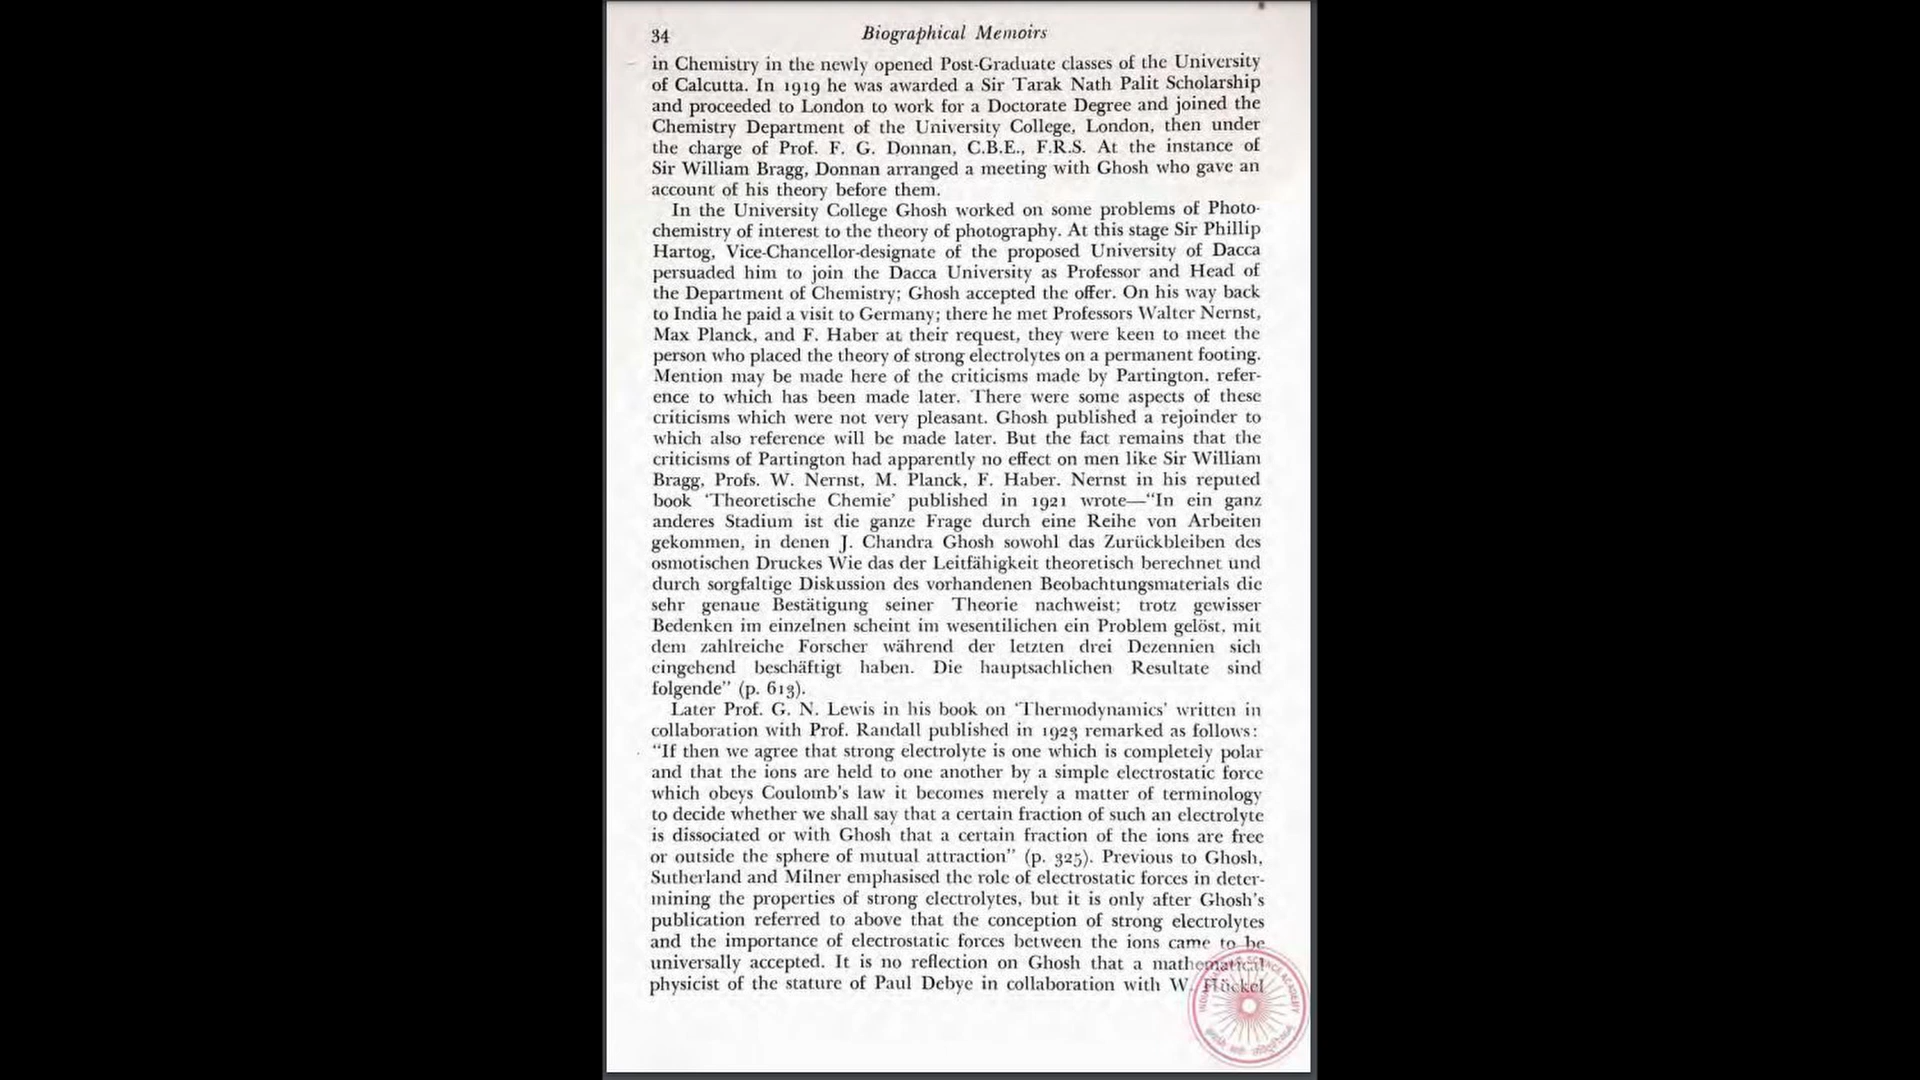 34
Biographical Memoirs
in Chemistry in the newly opened Post-Graduate classes of the University
of Calcutta. In 1919 he was awarded a Sir Tarak Nath Palit Scholarship
and proceeded to London to work for a Doctorate Degree and joined the
Chemistry Department of the University College, London, then under
the charge of Prof. F. G. Donnan, C.B.E., F.R.S. At the instance of
Sir William Bragg, Donnan arranged a meeting with Ghosh who gave an
account of his theory before them.
In the University College Ghosh worked on some problems of Photo-
chemistry of interest to the theory of photography. At this stage Sir Phillip
Hartog, Vice-Chancellor-designate of the proposed University of Dacca
persuaded him to join the Dacca University as Professor and Head of
the Department of Chemistry; Ghosh accepted the offer. On his way back
to India he paid a visit to Germany; there he met Professors Walter Nernst,
Max Planck, and F. Haber at their request, they were keen to meet the
person who placed the theory of strong electrolytes on a permanent footing.
Mention may be made here of the criticisms made by Partington, refer-
ence to which has been made later. There were some aspects of these
criticisms which were not very pleasant. Ghosh published a rejoinder to
which also reference will be made later. But the fact remains that the
criticisms of Partington had apparently no effect on men like Sir William
Bragg, Profs. W. Nernst, M. Planck, F. Haber. Nernst in his reputed
book 'Theoretische Chemie' published in 1921 wrote—"In ein ganz
anderes Stadium ist die ganze Frage durch eine Reihe von Arbeiten
gekommen, in denen J. Chandra Ghosh sowohl das Zurückbleiben des
osmotischen Druckes Wie das der Leitfähigkeit theoretisch berechnet und
durch sorgfaltige Diskussion des vorhandenen Beobachtungsmaterials die
sehr genaue Bestätigung seiner Theorie nachweist; trotz gewisser
Bedenken im einzelnen scheint im wesentilichen ein Problem gelöst, mit
dem zahlreiche Forscher während der letzten drei Dezennien sich
eingehend beschäftigt haben. Die hauptsachlichen Resultate sind
folgende" (p. 613).
Later Prof. G. N. Lewis in his book on 'Thermodynamics' written in
collaboration with Prof. Randall published in 1923 remarked as follows:
"If then we agree that strong electrolyte is one which is completely polar
and that the ions are held to one another by a simple electrostatic force
which obeys Coulomb's law it becomes merely a matter of terminology
to decide whether we shall say that a certain fraction of such an electrolyte
is dissociated or with Ghosh that a certain fraction of the ions are free
or outside the sphere of mutual attraction" (p. 325). Previous to Ghosh,
Sutherland and Milner emphasised the role of electrostatic forces in deter-
mining the properties of strong electrolytes, but it is only after Ghosh's
publication referred to above that the conception of strong electrolytes
and the importance of electrostatic forces between the ions came to be
universally accepted. It is no reflection on Ghosh that a mathematical
physicist of the stature of Paul Debye in collaboration with W. Hückel